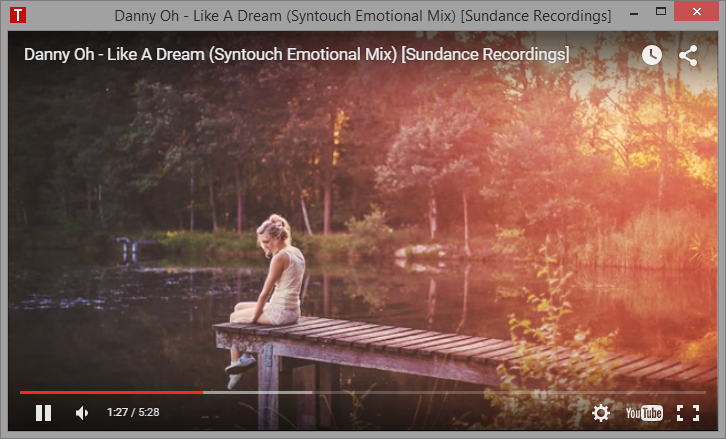 T
Danny Oh - Like A Dream (Syntouch Emotional Mix) [Sundance Recordings]
Danny Oh - Like A Dream (Syntouch Emotional Mix) [Sundance Recordings]
1:27 / 5:28
YouTube